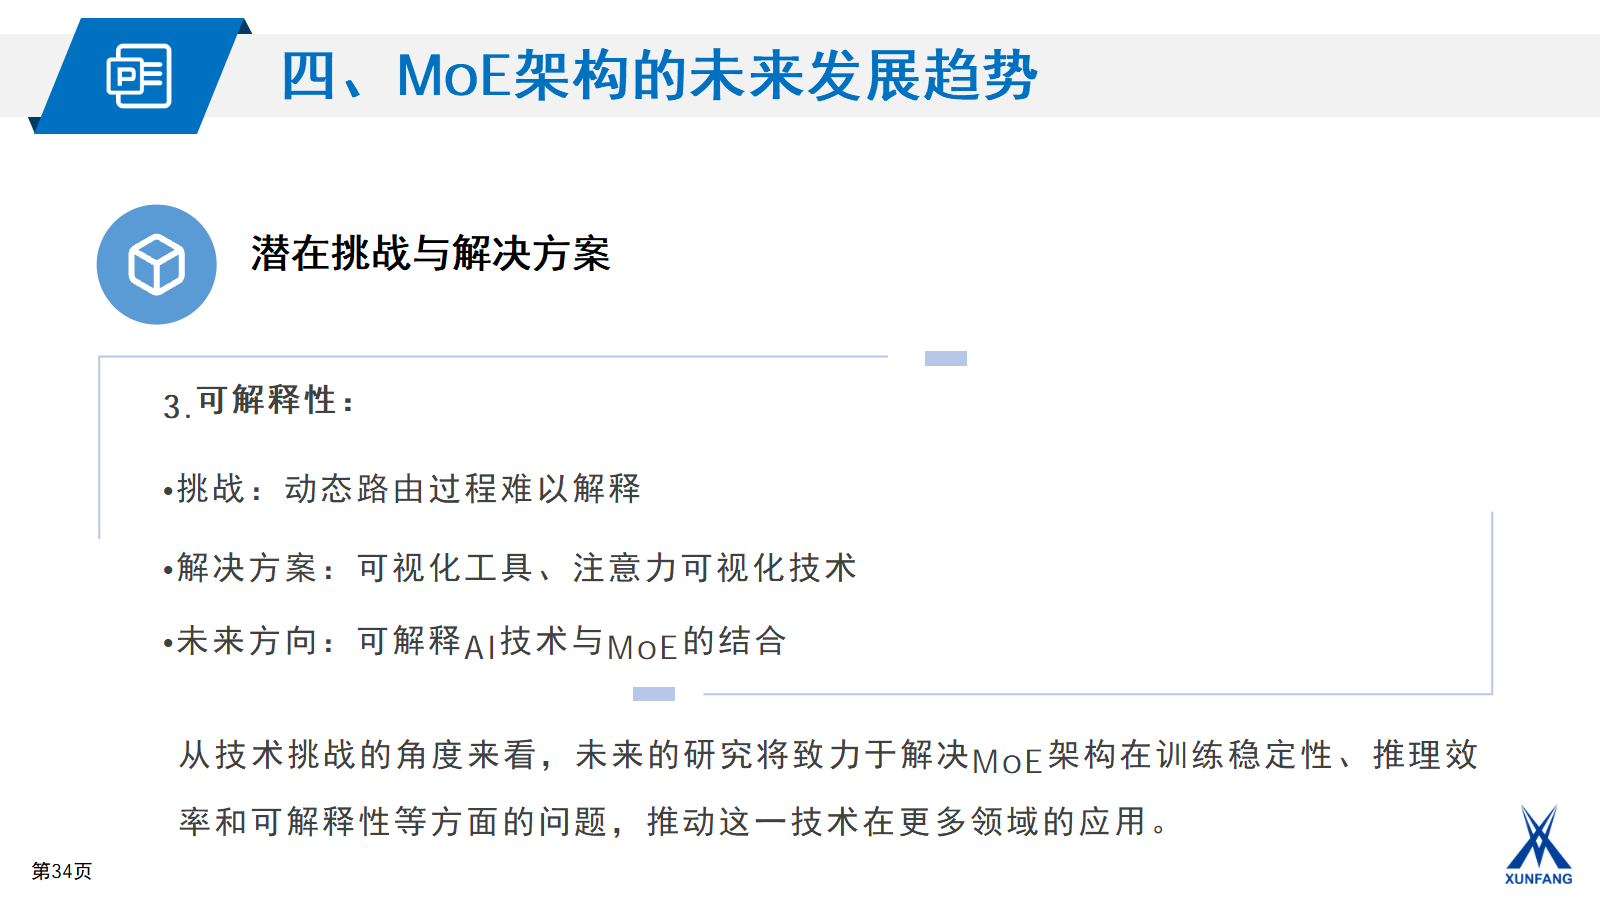 四、MoE架构的未来发展趋势
潜在挑战与解决方案
3.可解释性：
•挑战：动态路由过程难以解释
•解决方案：可视化工具、注意力可视化技术
•未来方向：可解释AI技术与MoE的结合
从技术挑战的角度来看，未来的研究将致力于解决MoE架构在训练稳定性、推理效
率和可解释性等方面的问题，推动这一技术在更多领域的应用。
第34页
XUNFANG